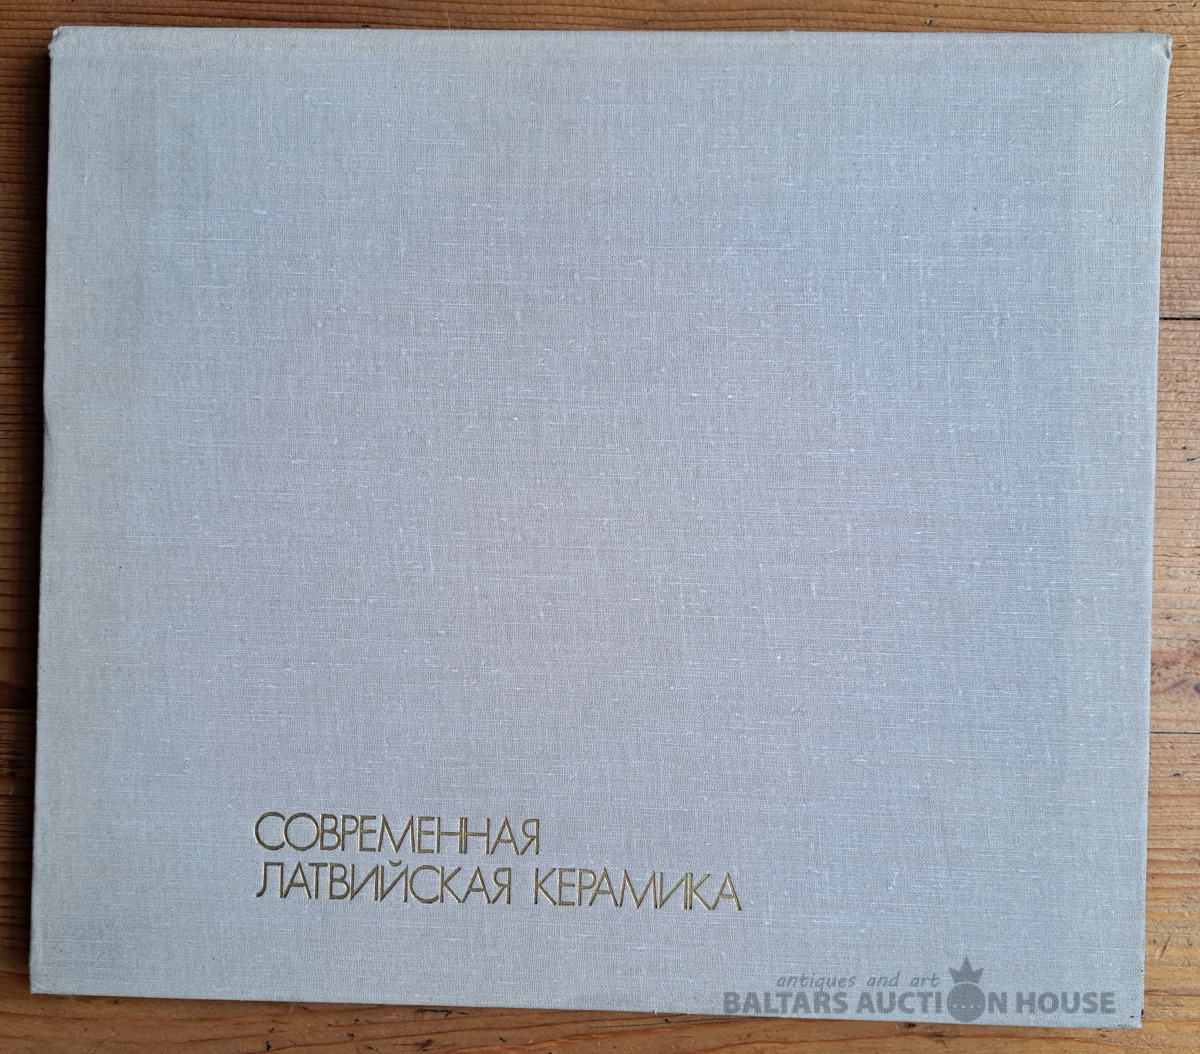 СОВРЕМЕННАЯ
ЛАТВИЙСКАЯ КЕРАМИКА
antiques and art
BALTARS AUCTION HOUSE